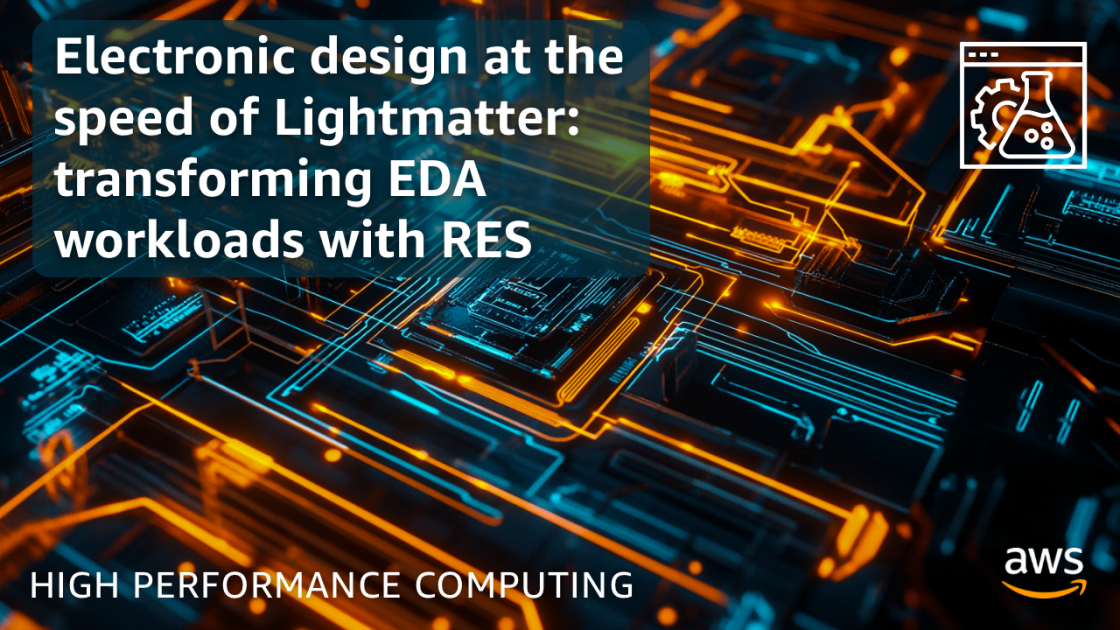 Electronic design at the
speed of Lightmatter:
transforming EDA
workloads with RES
HIGH PERFORMANCE COMPUTING
aws